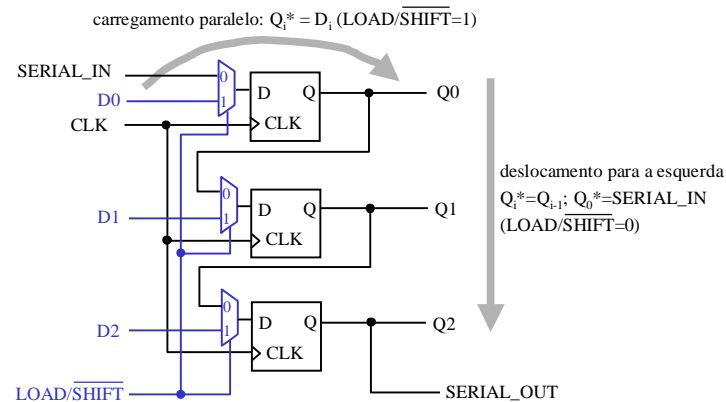 carregamento paralelo: Qi* = Di (LOAD/SHIFT=1)
SERIAL_IN
0
D Q
Q0
D0
1
CLK
CLK
deslocamento para a esquerda
Qi*=Qi-1; Q0*=SERIAL_IN
(LOAD/SHIFT=0)
0
D Q
Q1
D1
1
CLK
0
D Q
Q2
D2
1
CLK
LOAD/SHIFT
SERIAL_OUT